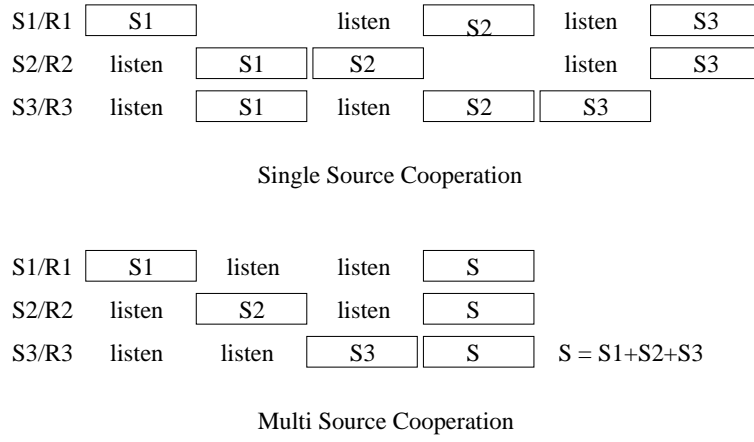 S1/R1 S1 listen S2 listen S3
S2/R2 listen S1 S2 listen S3
S3/R3 listen S1 listen S2 S3
Single Source Cooperation
S1/R1 S1 listen listen S
S2/R2 listen S2 listen S
S3/R3 listen listen S3 S S = S1+S2+S3
Multi Source Cooperation